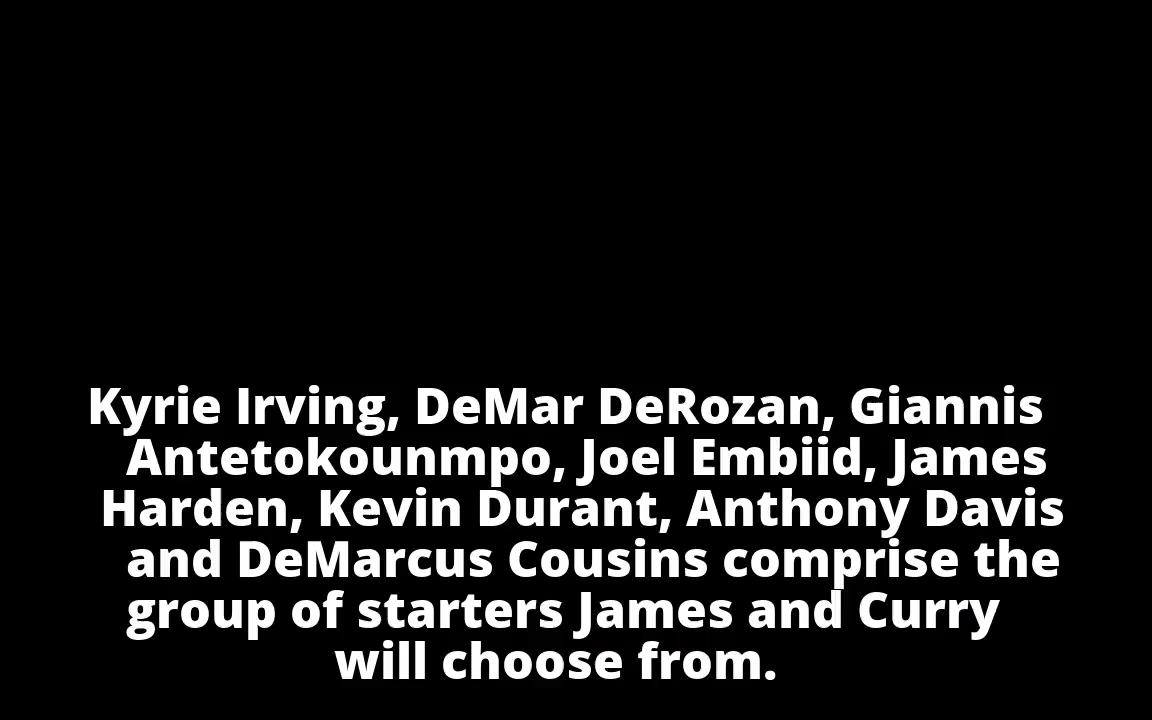 Kyrie Irving, DeMar DeRozan, Giannis
Antetokounmpo, Joel Embiid, James
Harden, Kevin Durant, Anthony Davis
and DeMarcus Cousins comprise the
group of starters James and Curry
will choose from.